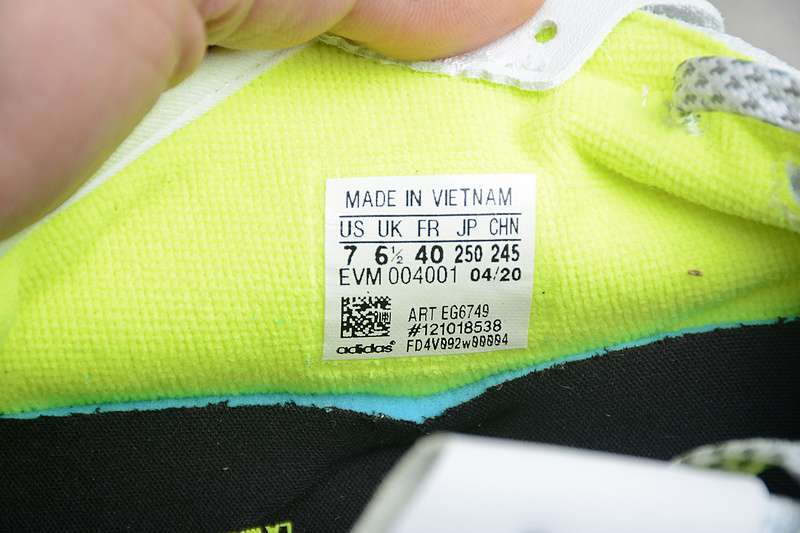 MADE IN VIETNAM
US UK FR JP CHN
7 6½ 40 250 245
EVM 004001 04/20
ART EG6749
#121018538
adidas® FD4V092w00004